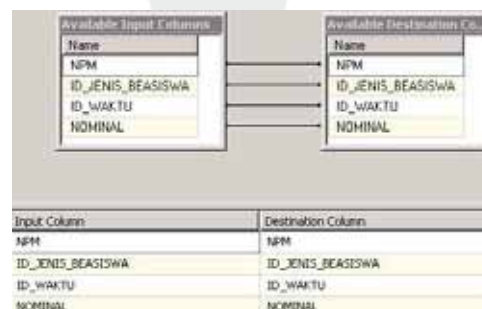 Available Input Columns
Name
NPM
ID_JENIS_BEASISWA
ID_WAKTU
NOMINAL
Available Destination Co...
Name
NPM
ID_JENIS_BEASISWA
ID_WAKTU
NOMINAL
Input Column Destination Column
NPM NPM
ID_JENIS_BEASISWA ID_JENIS_BEASISWA
ID_WAKTU ID_WAKTU
NOMINAL NOMINAL